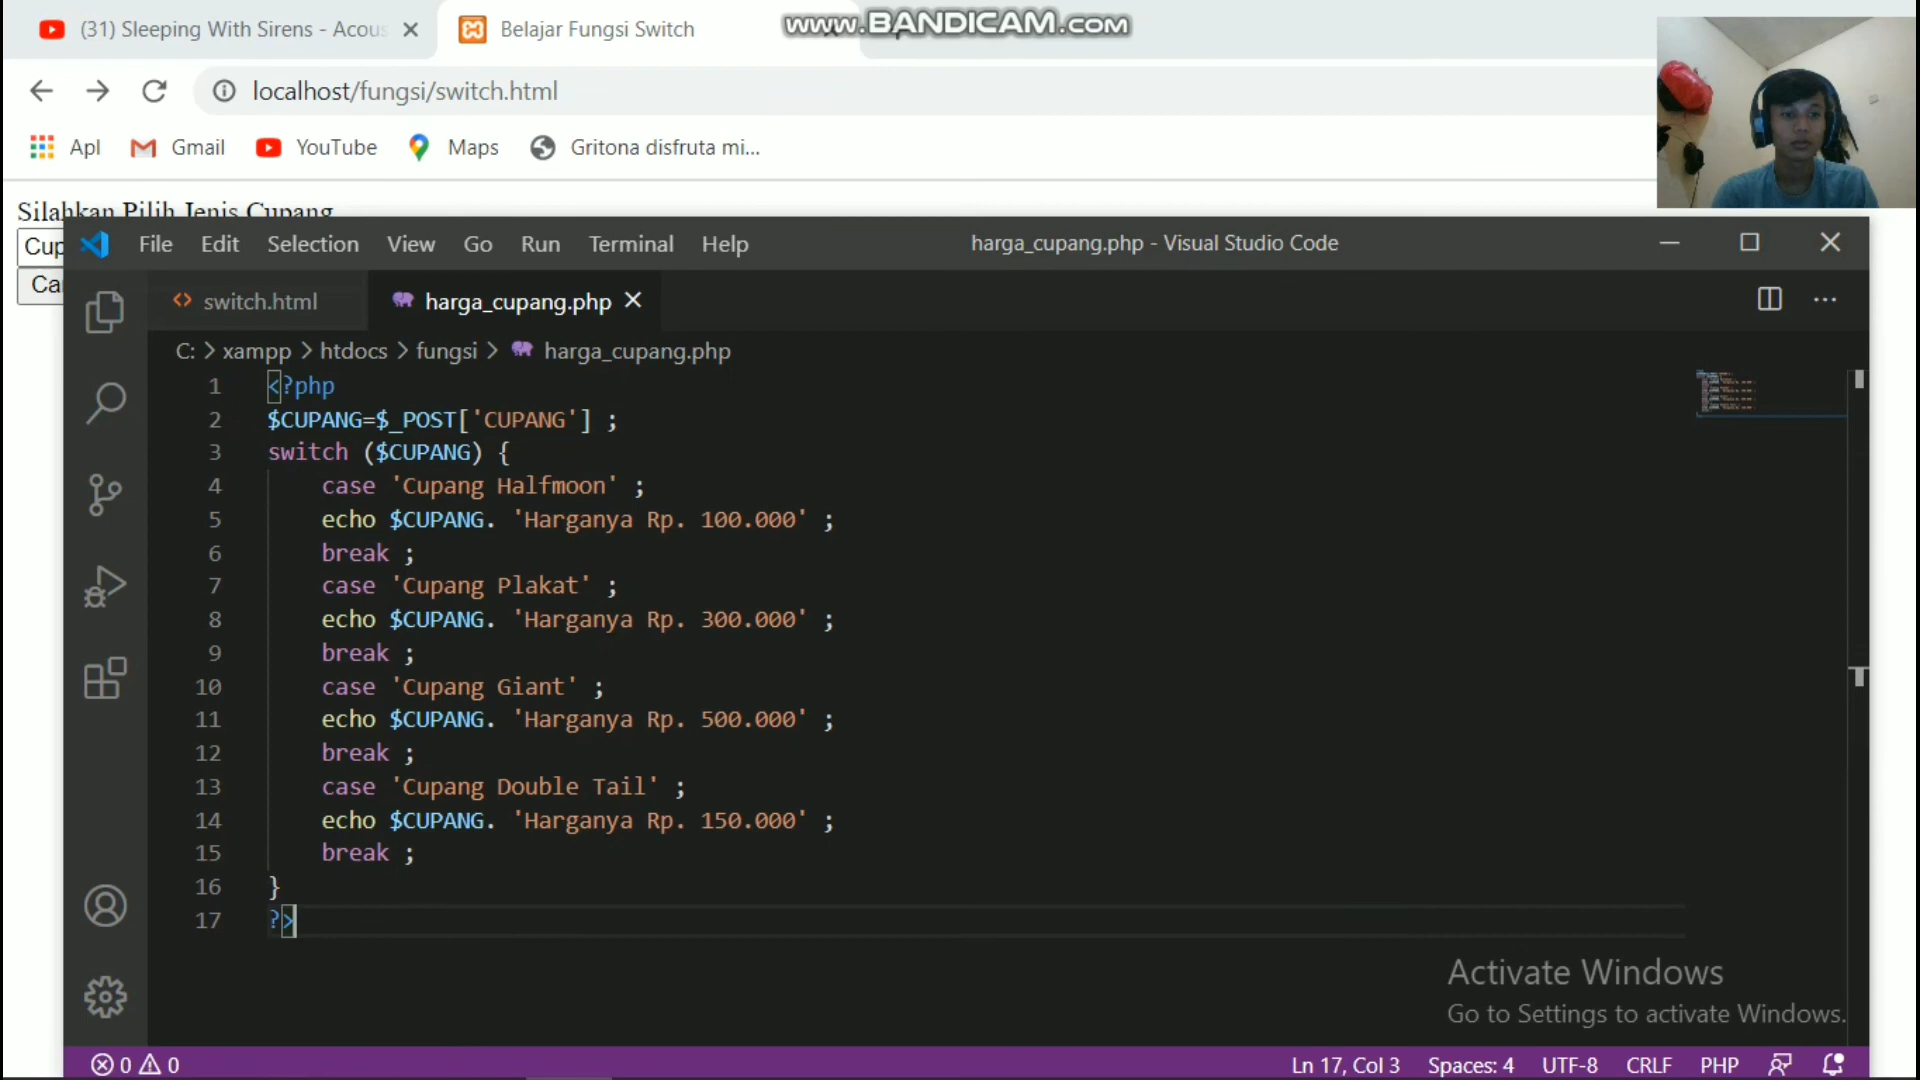 (31) Sleeping With Sirens - Acous
Belajar Fungsi Switch
www.BANDICAM.com
localhost/fungsi/switch.html
Apl
Gmail
YouTube
Maps
Gritona disfruta mi...
Silahkan Pilih Jenis Cupang
Cup
Ca
File Edit Selection View Go Run Terminal Help
harga_cupang.php - Visual Studio Code
switch.html
harga_cupang.php
C: > xampp > htdocs > fungsi > harga_cupang.php
1 <?php
2 $CUPANG=$_POST['CUPANG'] ;
3 switch ($CUPANG) {
4 case 'Cupang Halfmoon' ;
5 echo $CUPANG. 'Harganya Rp. 100.000' ;
6 break ;
7 case 'Cupang Plakat' ;
8 echo $CUPANG. 'Harganya Rp. 300.000' ;
9 break ;
10 case 'Cupang Giant' ;
11 echo $CUPANG. 'Harganya Rp. 500.000' ;
12 break ;
13 case 'Cupang Double Tail' ;
14 echo $CUPANG. 'Harganya Rp. 150.000' ;
15 break ;
16 }
17 ?>
Activate Windows
Go to Settings to activate Windows.
0 0
Ln 17, Col 3 Spaces: 4 UTF-8 CRLF PHP